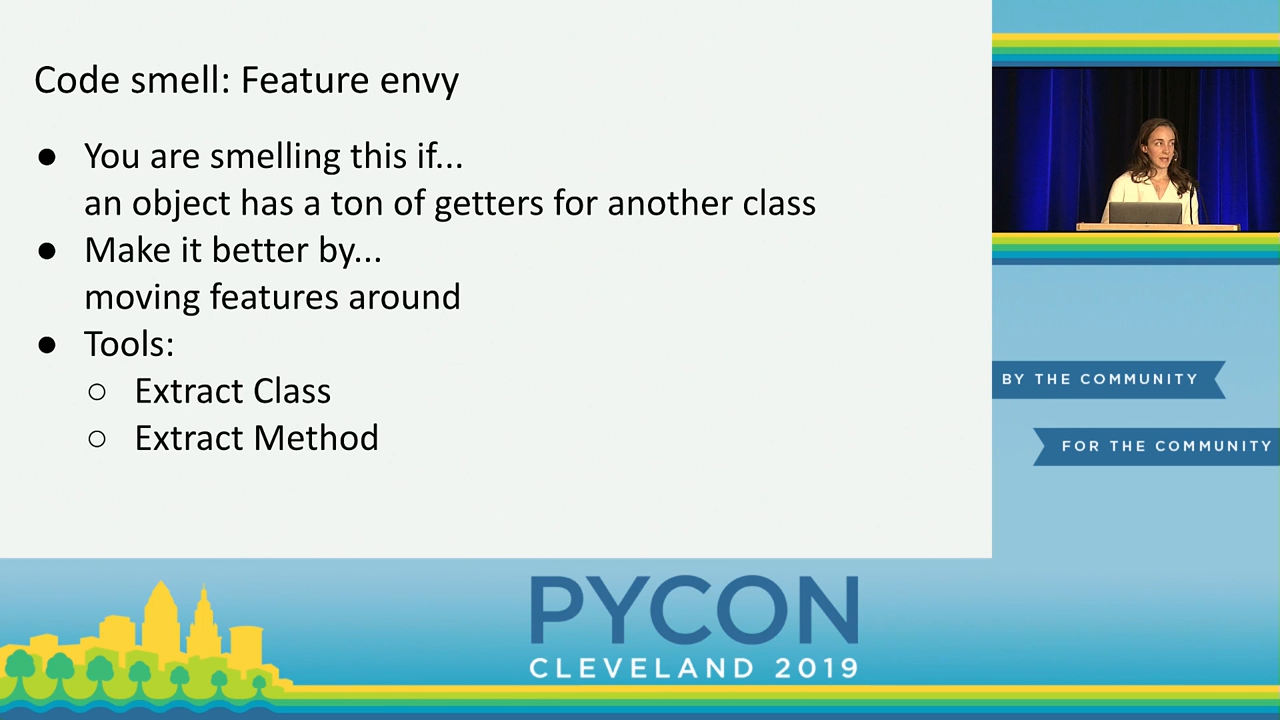 Code smell: Feature envy
● You are smelling this if...
an object has a ton of getters for another class
● Make it better by...
moving features around
● Tools:
○ Extract Class
○ Extract Method
BY THE COMMUNITY
FOR THE COMMUNITY
PYCON
CLEVELAND 2019